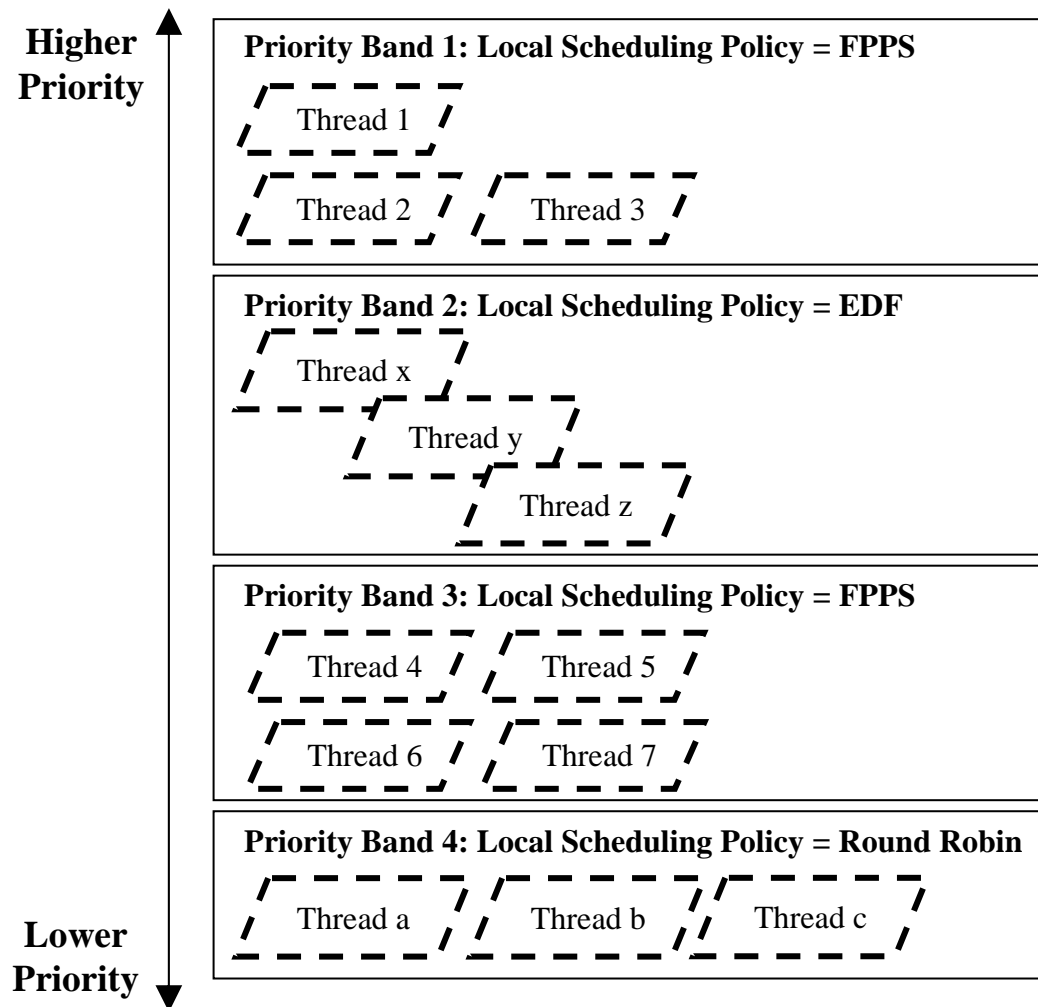 Higher
Priority
Priority Band 1: Local Scheduling Policy = FPPS
Thread 1
Thread 2
Thread 3
Priority Band 2: Local Scheduling Policy = EDF
Thread x
Thread y
Thread z
Priority Band 3: Local Scheduling Policy = FPPS
Thread 4
Thread 5
Thread 6
Thread 7
Priority Band 4: Local Scheduling Policy = Round Robin
Thread a
Thread b
Thread c
Lower
Priority